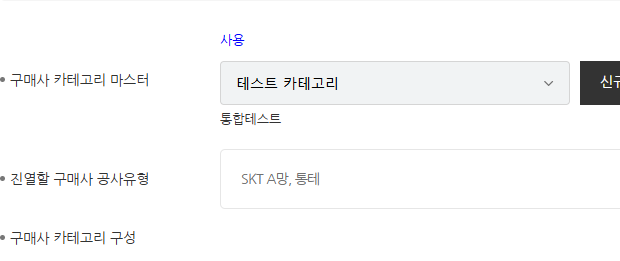 사용
구매사 카테고리 마스터
테스트 카테고리
신규
통합테스트
진열할 구매사 공사유형
SKT A망, 통테
구매사 카테고리 구성